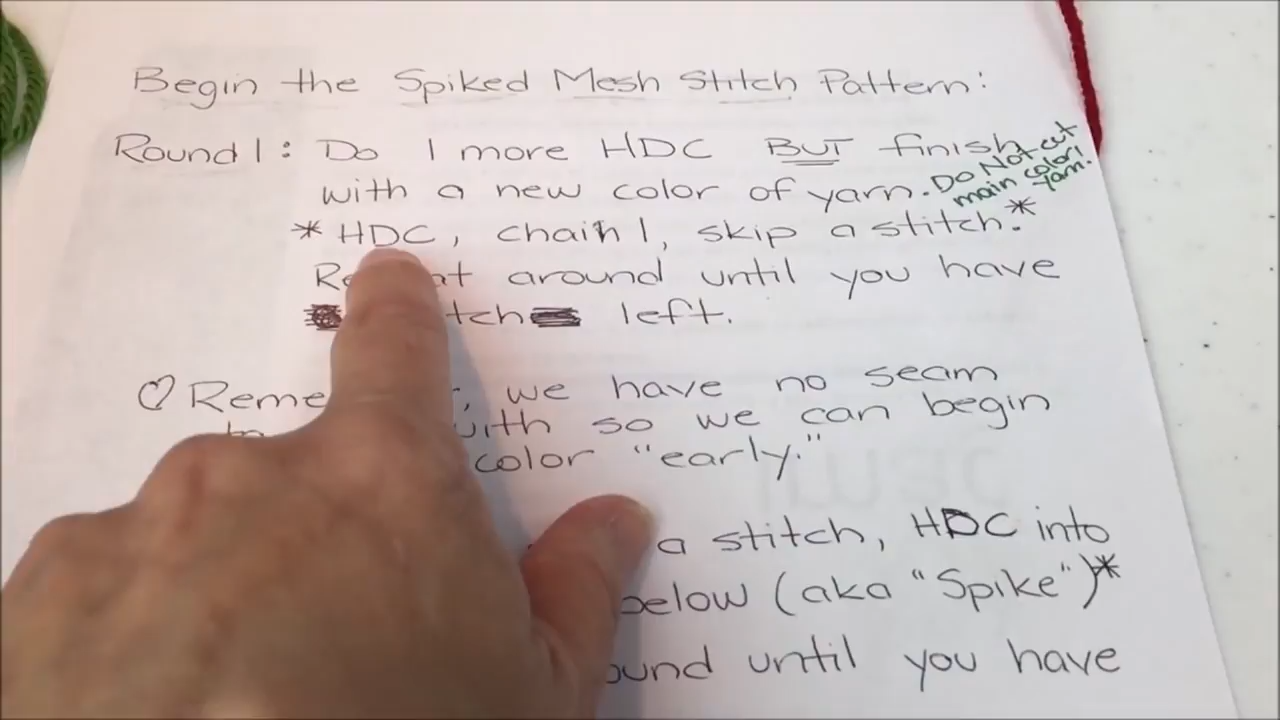 Begin the Spiked Mesh Stitch Pattern:
Round 1: Do 1 more HDC BUT finish
with a new color of yarn.
DO NOT cut
main color
yarn.
* HDC, chain 1, skip a stitch.*
around until you have
left.
♡ we have no seam
with so we can begin
color "early."
a stitch, HDC into
below (aka "Spike")*
until you have